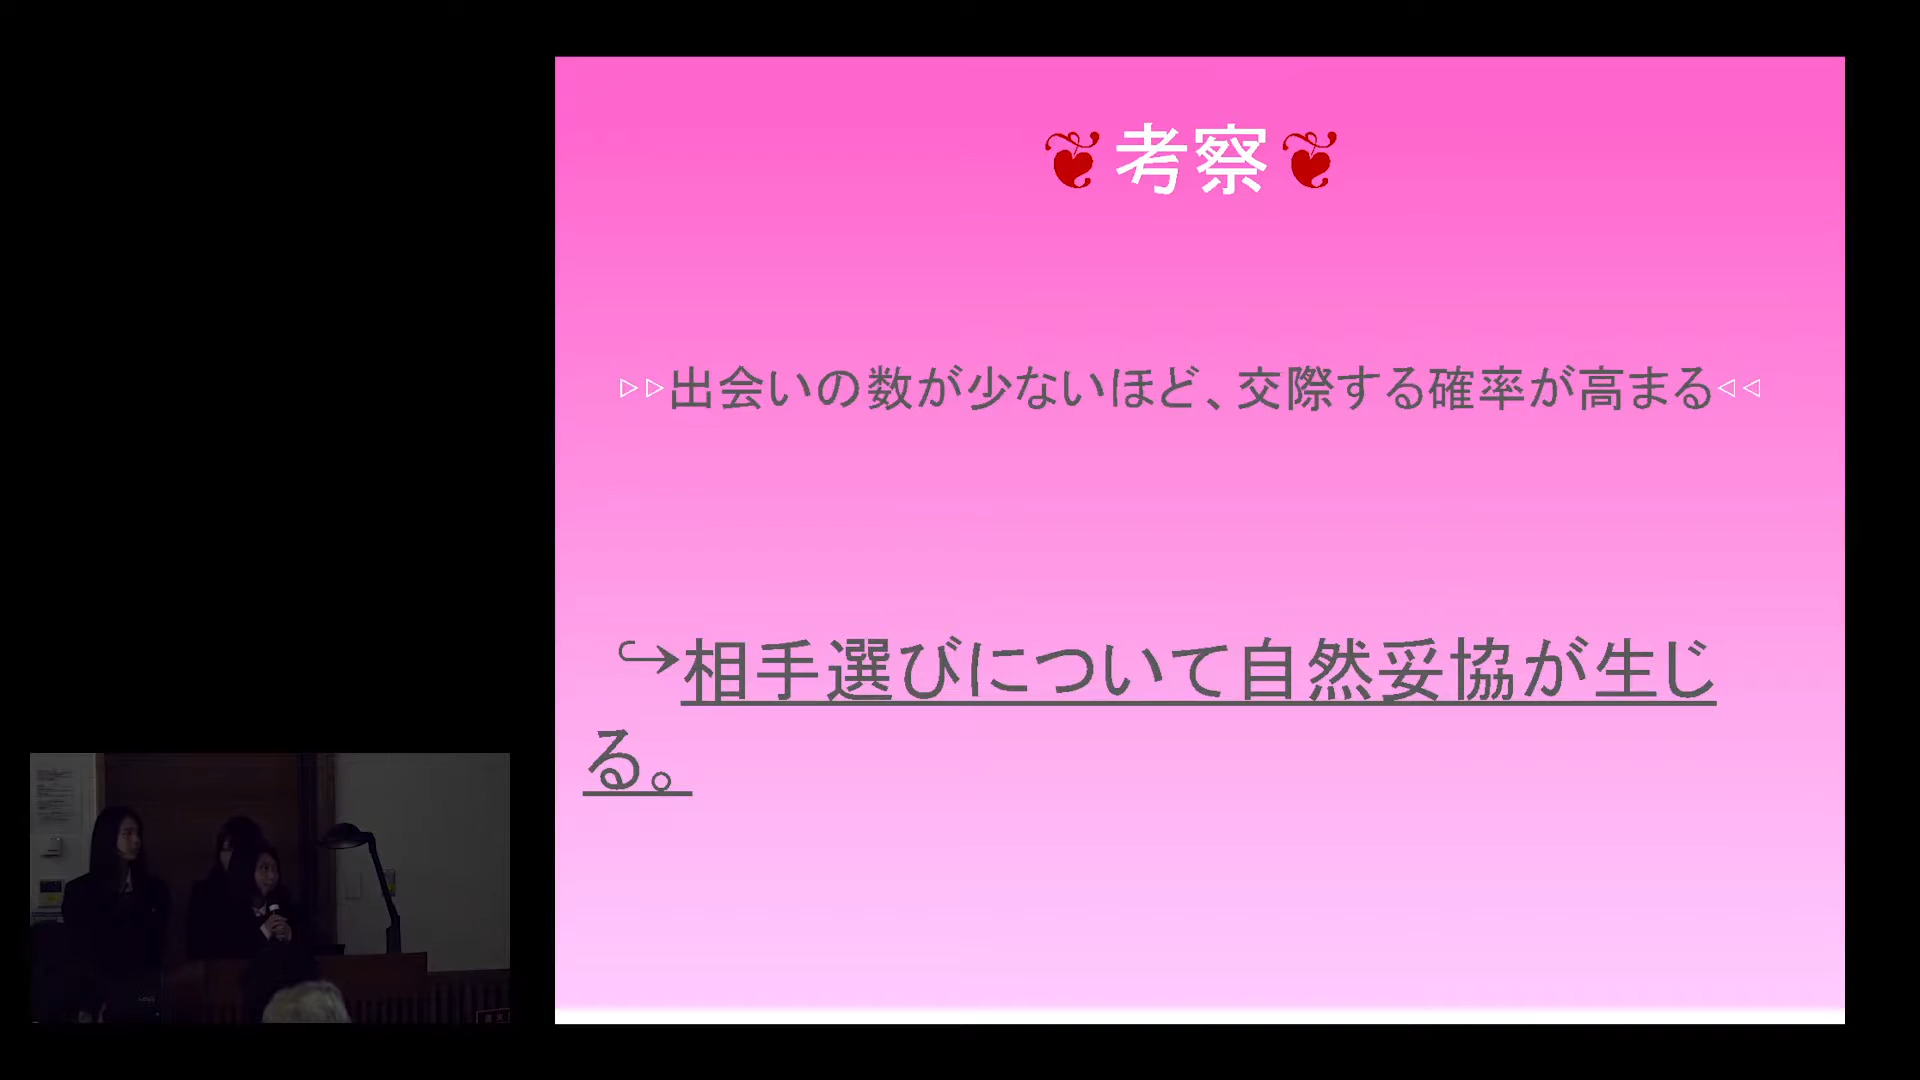 ❦考察❦
▷▷出会いの数が少ないほど、交際する確率が高まる◁◁
↪相手選びについて自然妥協が生じ
る。